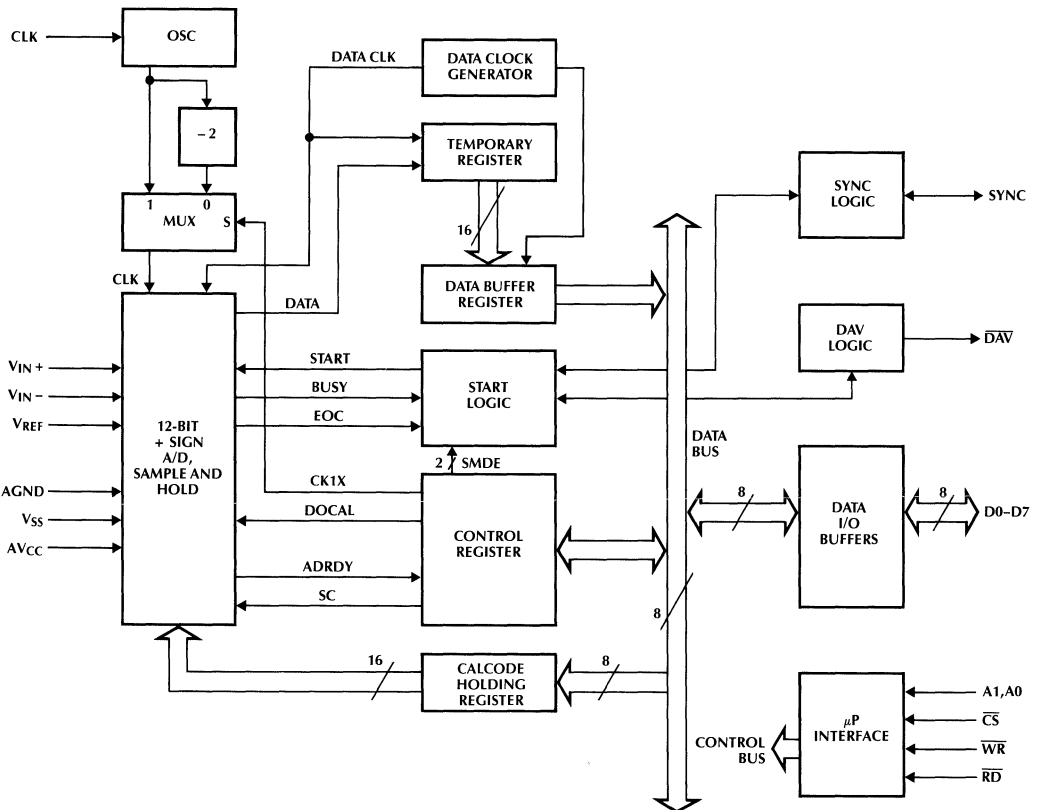 CLK
OSC
DATA CLK
DATA CLOCK
GENERATOR
– 2
TEMPORARY
REGISTER
1
0
MUX
S
16
SYNC
LOGIC
SYNC
CLK
DATA
DATA BUFFER
REGISTER
DAV
LOGIC
DAV
VIN +
VIN –
VREF
AGND
VSS
AVCC
12-BIT
+ SIGN
A/D,
SAMPLE AND
HOLD
START
BUSY
EOC
START
LOGIC
2
SMDE
CK1X
DOCAL
ADRDY
SC
CONTROL
REGISTER
DATA
BUS
8
8
DATA
I/O
BUFFERS
8
D0–D7
16
CALCODE
HOLDING
REGISTER
8
CONTROL
BUS
μP
INTERFACE
A1,A0
CS
WR
RD